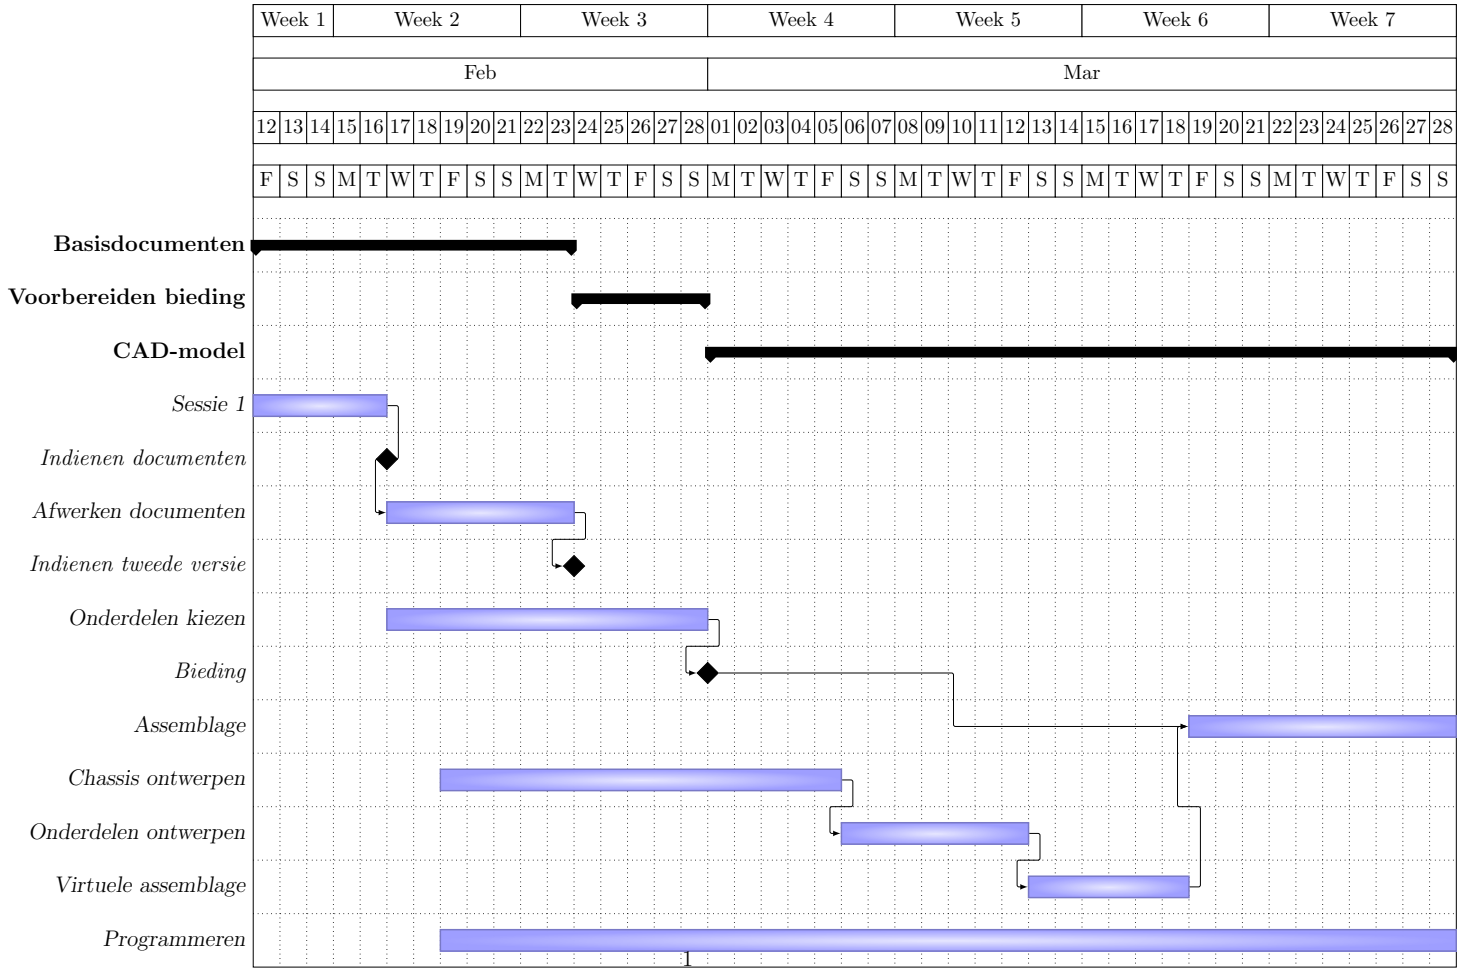 Week 1 Week 2 Week 3 Week 4 Week 5 Week 6 Week 7
Feb Mar
12 13 14 15 16 17 18 19 20 21 22 23 24 25 26 27 28 01 02 03 04 05 06 07 08 09 10 11 12 13 14 15 16 17 18 19 20 21 22 23 24 25 26 27 28
F S S M T W T F S S M T W T F S S M T W T F S S M T W T F S S M T W T F S S M T W T F S S
Basisdocumenten
Voorbereiden bieding
CAD-model
Sessie 1
Indienen documenten
Afwerken documenten
Indienen tweede versie
Onderdelen kiezen
Bieding
Assemblage
Chassis ontwerpen
Onderdelen ontwerpen
Virtuele assemblage
Programmeren
1